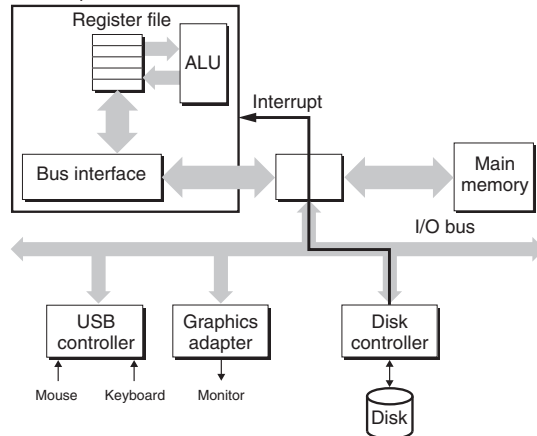 Register file
ALU
Interrupt
Bus interface
Main
memory
I/O bus
USB
controller
Graphics
adapter
Disk
controller
Mouse
Keyboard
Monitor
Disk